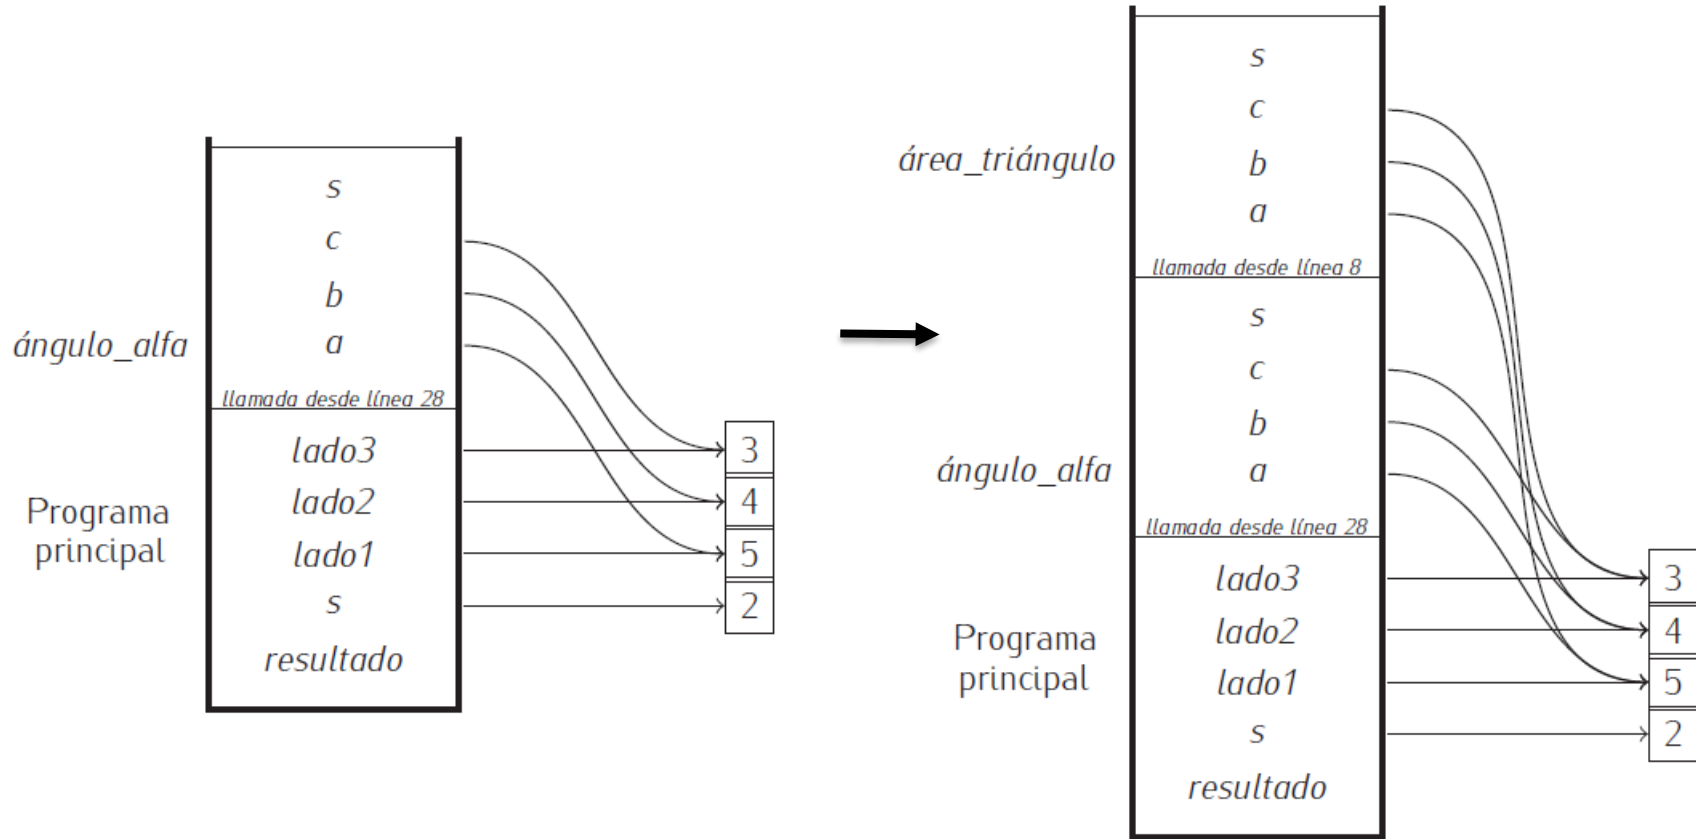 s
c
b
ángulo_alfa
a
llamada desde línea 28
lado3
3
lado2
4
Programa
principal
lado1
5
s
2
resultado
s
c
área_triángulo
b
a
llamada desde línea 8
s
c
b
ángulo_alfa
a
llamada desde línea 28
lado3
3
lado2
4
Programa
principal
lado1
5
s
2
resultado